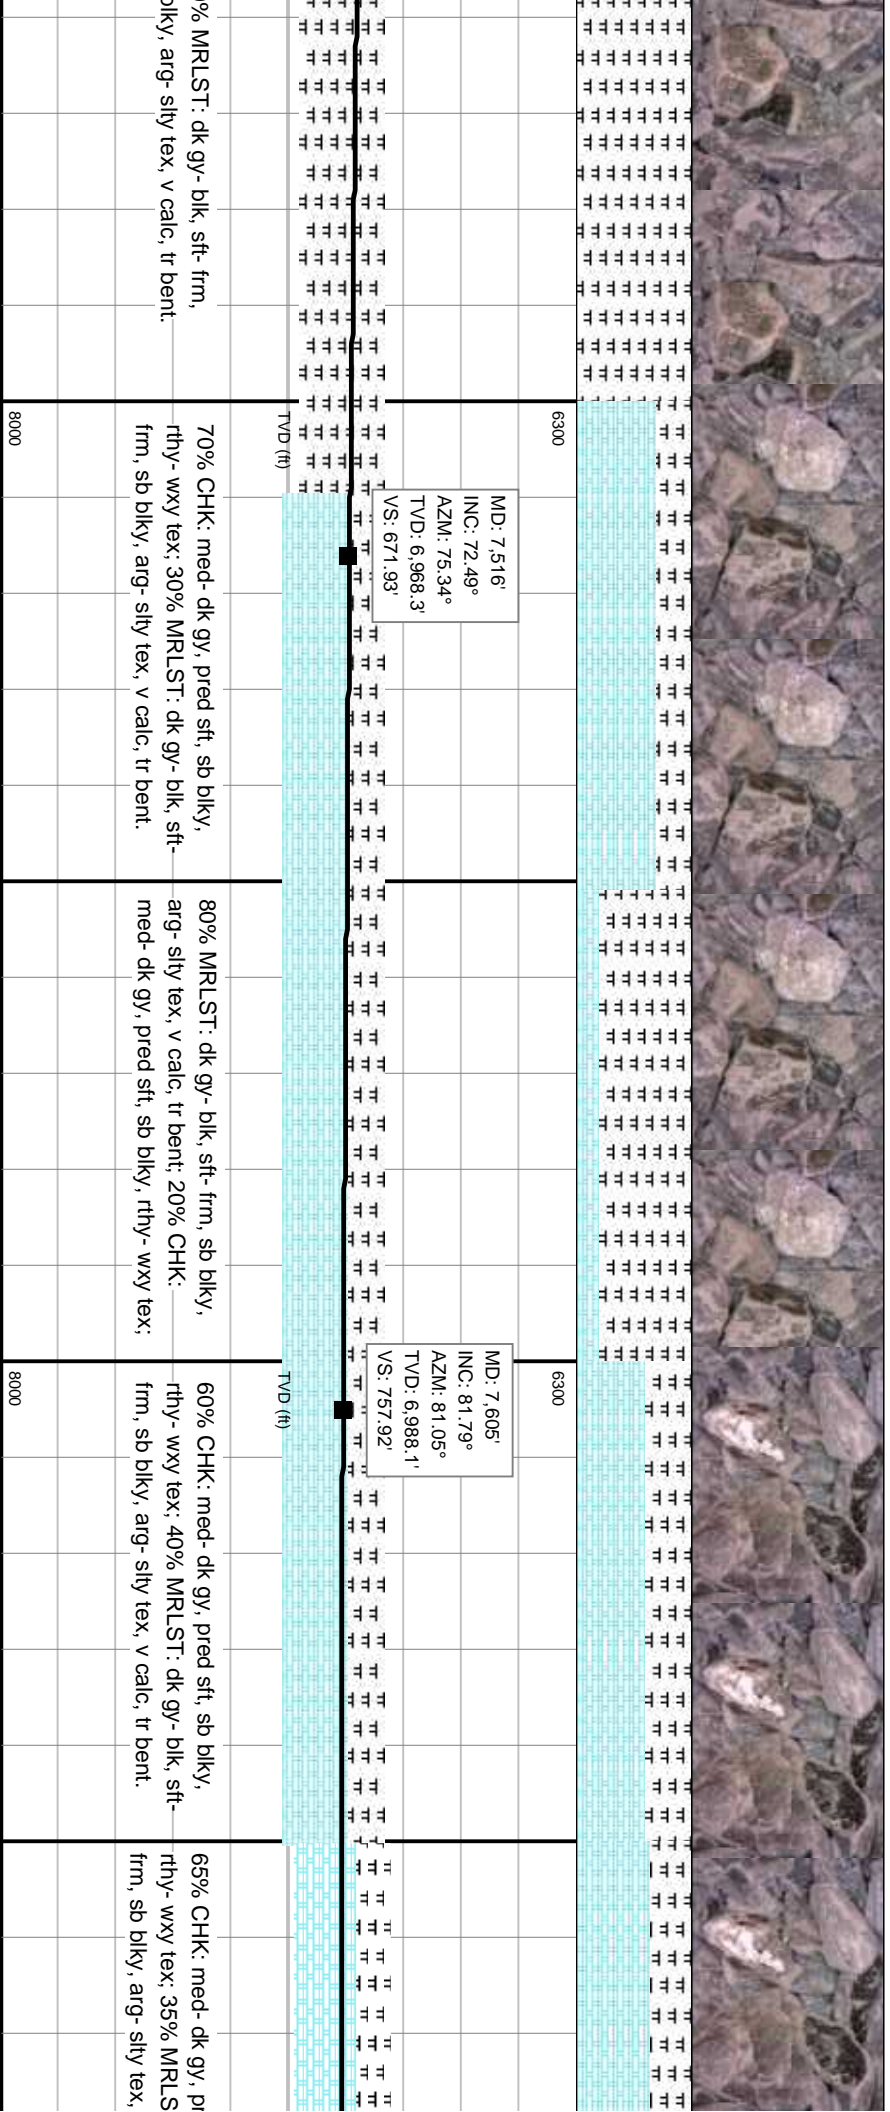 % MRLST: dk gy- blk, sft- frm,
blky, arg- slty tex, v calc, tr bent.
6300
TVD (ft)
8000
MD: 7,516'
INC: 72.49°
AZM: 75.34°
TVD: 6,968.3'
VS: 671.93'
70% CHK: med- dk gy, pred sft, sb blky,
rthy- wxy tex; 30% MRLST: dk gy- blk, sft-
frm, sb blky, arg- slty tex, v calc, tr bent.
80% MRLST: dk gy- blk, sft- frm, sb blky,
arg- slty tex, v calc, tr bent; 20% CHK:
med- dk gy, pred sft, sb blky, rthy- wxy tex;
6300
TVD (ft)
8000
MD: 7,605'
INC: 81.79°
AZM: 81.05°
TVD: 6,988.1'
VS: 757.92'
60% CHK: med- dk gy, pred sft, sb blky,
rthy- wxy tex; 40% MRLST: dk gy- blk, sft-
frm, sb blky, arg- slty tex, v calc, tr bent.
65% CHK: med- dk gy, pr
rthy- wxy tex; 35% MRLS
frm, sb blky, arg- slty tex,